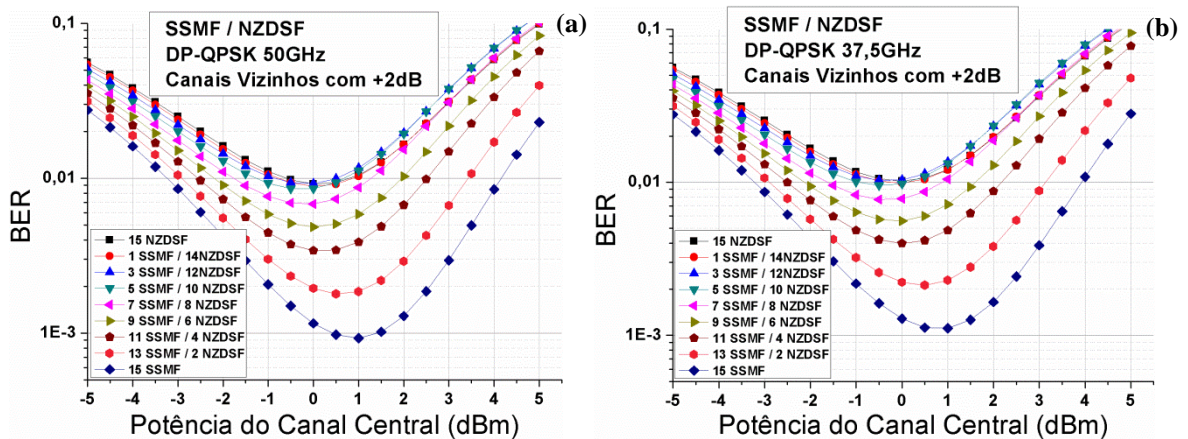 (a)
SSMF / NZDSF
DP-QPSK 50GHz
Canais Vizinhos com +2dB
0,1
0,01
1E-3
BER
15 NZDSF
1 SSMF / 14NZDSF
3 SSMF / 12NZDSF
5 SSMF / 10 NZDSF
7 SSMF / 8 NZDSF
9 SSMF / 6 NZDSF
11 SSMF / 4 NZDSF
13 SSMF / 2 NZDSF
15 SSMF
-5 -4 -3 -2 -1 0 1 2 3 4 5
Potência do Canal Central (dBm)
(b)
SSMF / NZDSF
DP-QPSK 37,5GHz
Canais Vizinhos com +2dB
0,1
0,01
1E-3
BER
15 NZDSF
1 SSMF / 14NZDSF
3 SSMF / 12NZDSF
5 SSMF / 10 NZDSF
7 SSMF / 8 NZDSF
9 SSMF / 6 NZDSF
11 SSMF / 4 NZDSF
13 SSMF / 2 NZDSF
15 SSMF
-5 -4 -3 -2 -1 0 1 2 3 4 5
Potência do Canal Central (dBm)